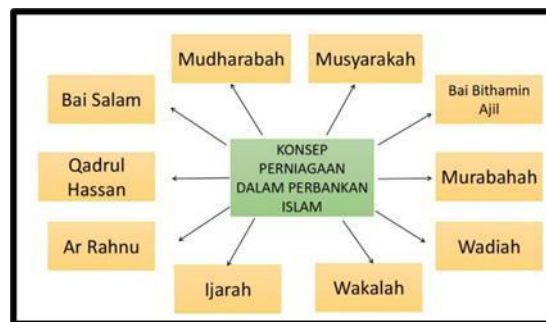 Mudharabah
Musyarakah
Bai Salam
Bai Bithamin
Ajil
KONSEP
PERNIAGAAN
DALAM PERBANKAN
ISLAM
Qadrul
Hassan
Murabahah
Ar Rahnu
Wadiah
Ijarah
Wakalah